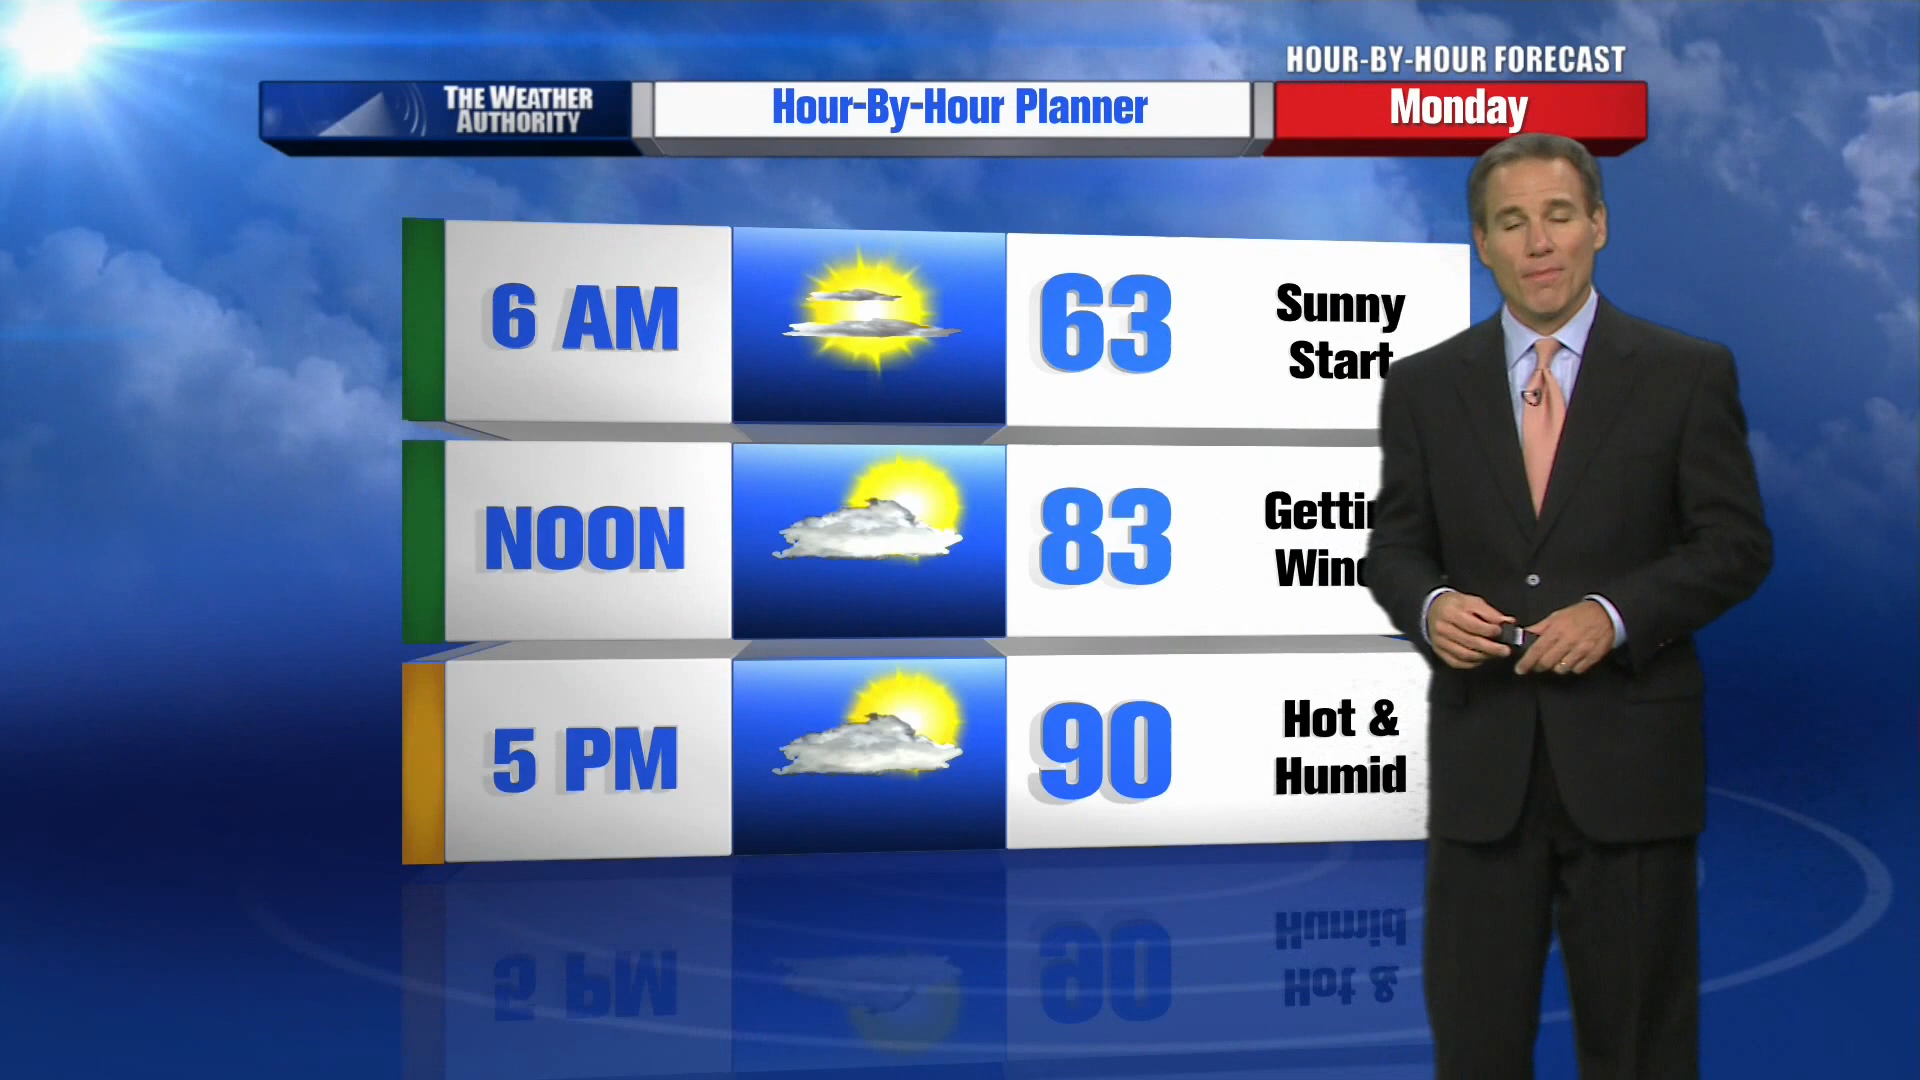 HOUR-BY-HOUR FORECAST
THE WEATHER
AUTHORITY
Hour-By-Hour Planner
Monday
6 AM
63
Sunny
Start
NOON
83
5 PM
90
Hot &
Humid